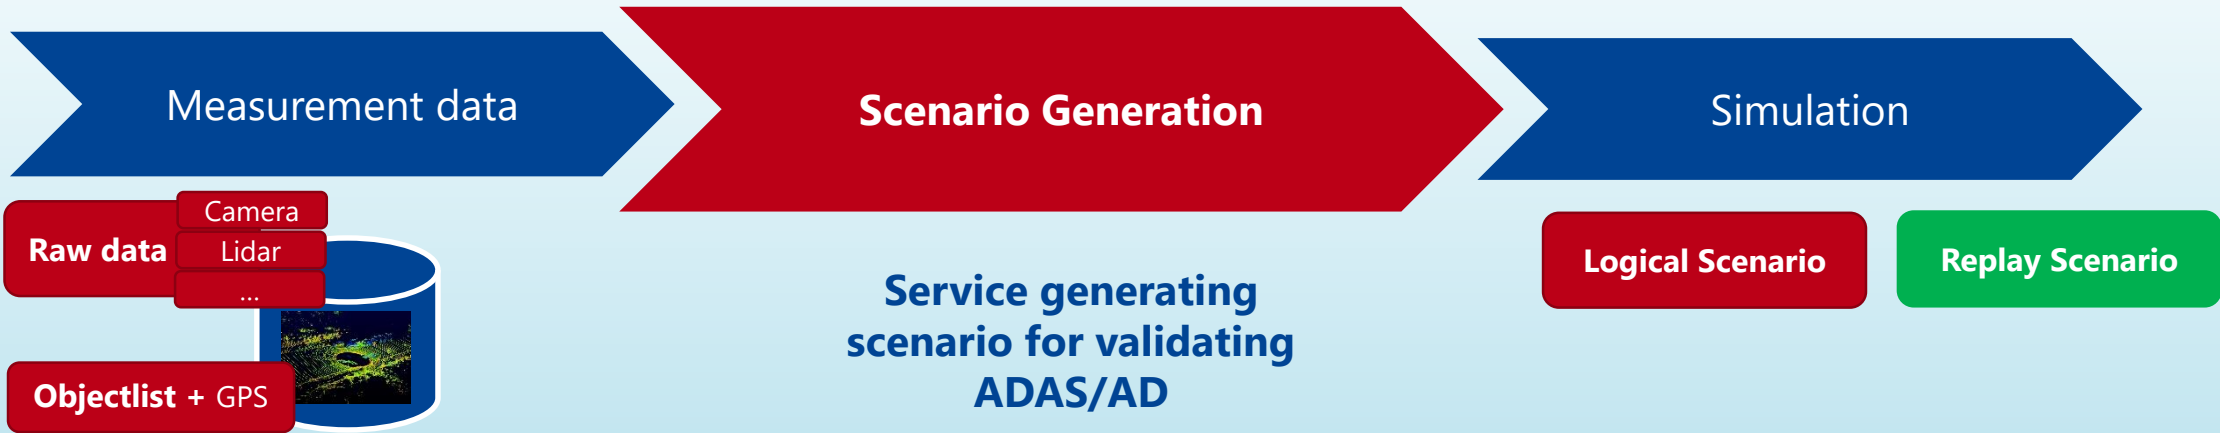 Measurement data
Scenario Generation
Simulation
Camera
Raw data
Lidar
...
Objectlist + GPS
Service generating
scenario for validating
ADAS/AD
Logical Scenario
Replay Scenario